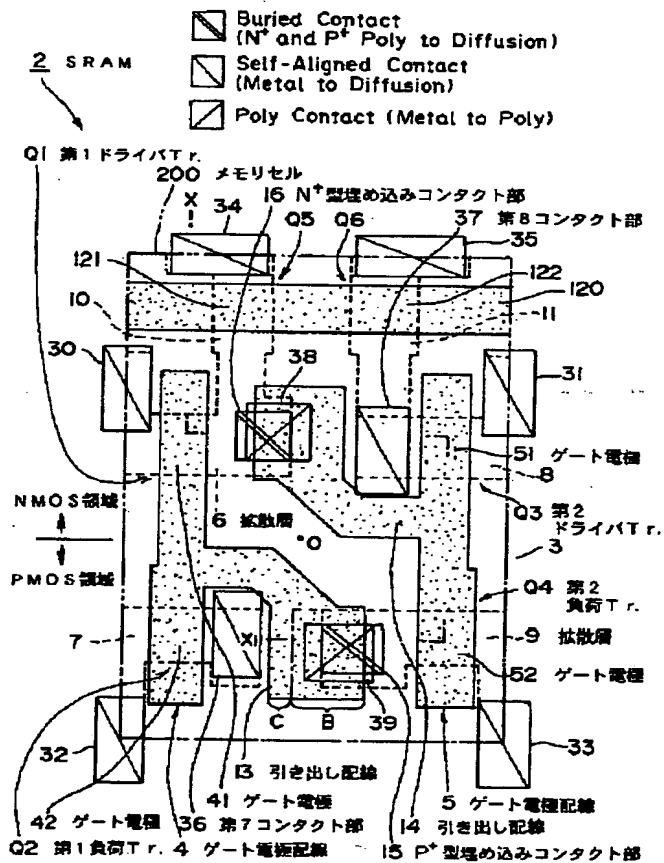 Buried Contact
(N+ and P+ Poly to Diffusion)
Self-Aligned Contact
(Metal to Diffusion)
Poly Contact (Metal to Poly)
2 SRAM
Q1 第1ドライバTr.
200 メモリセル
X
34
16 N+型埋め込みコンタクト部
Q5 Q6
37 第8コンタクト部
35
121
122
10
120
11
30
38
31
51 ゲート電極
8
NMOS領域
6 拡散層
O
Q3 第2
ドライバTr.
3
PMOS領域
Q4 第2
負荷Tr.
7
X1
9 拡散層
52 ゲート電極
C B
39
32
33
13 引き出し配線
41 ゲート電極
5 ゲート電極配線
42 ゲート電極
36 第7コンタクト部
14 引き出し配線
Q2 第1負荷Tr.
4 ゲート電極配線
15 P+型埋め込みコンタクト部